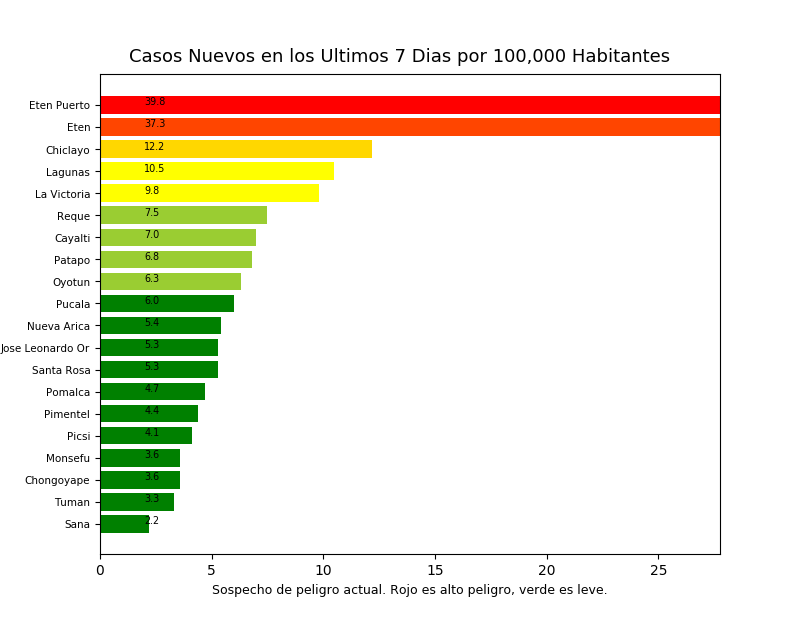 Casos Nuevos en los Ultimos 7 Dias por 100,000 Habitantes
Eten Puerto 39.8
Eten 37.3
Chiclayo 12.2
Lagunas 10.5
La Victoria 9.8
Reque 7.5
Cayalti 7.0
Patapo 6.8
Oyotun 6.3
Pucala 6.0
Nueva Arica 5.4
Jose Leonardo Or 5.3
Santa Rosa 5.3
Pomalca 4.7
Pimentel 4.4
Picsi 4.1
Monsefu 3.6
Chongoyape 3.6
Tuman 3.3
Sana 2.2
0 5 10 15 20 25
Sospecho de peligro actual. Rojo es alto peligro, verde es leve.